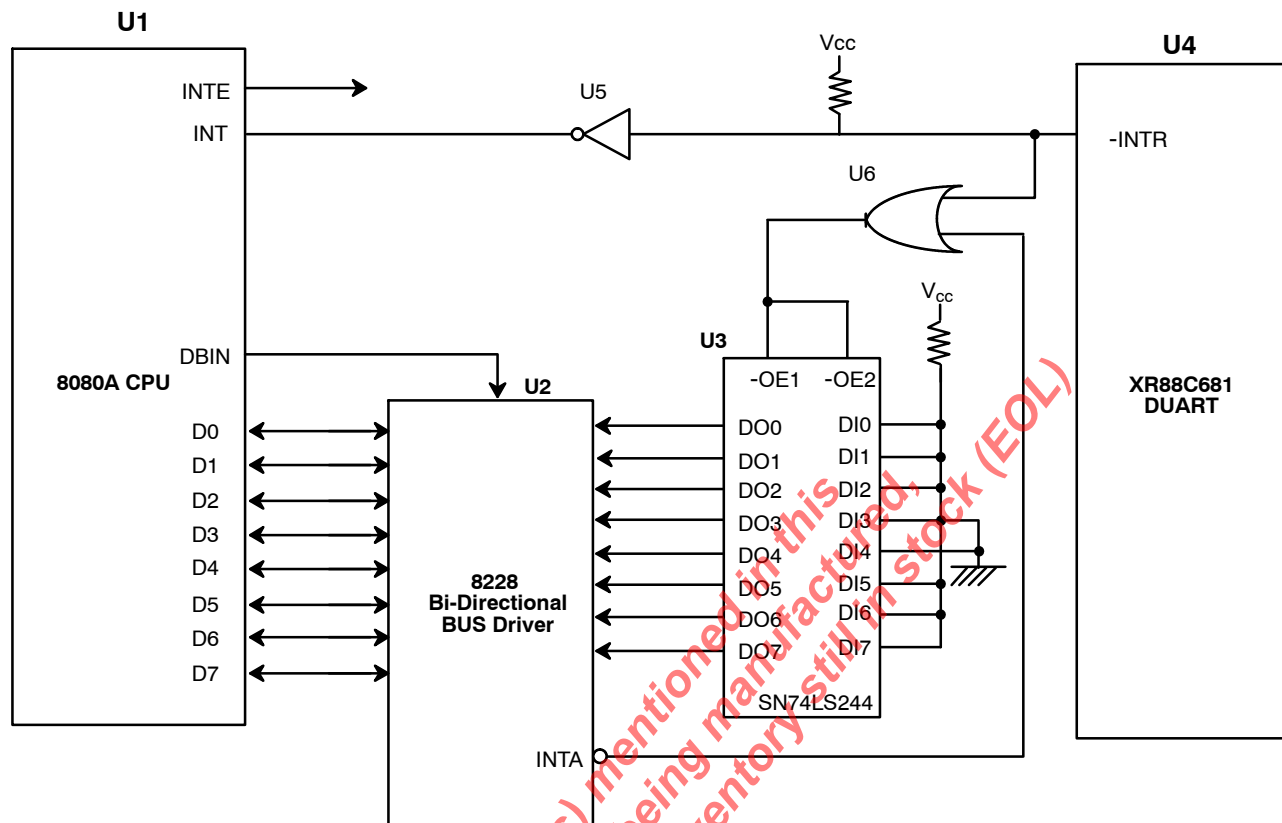 U1
8080A CPU
INTE
INT
DBIN
D0
D1
D2
D3
D4
D5
D6
D7
U5
Vcc
U4
-INTR
XR88C681
DUART
U6
Vcc
U3
-OE1 -OE2
DO0 DI0
DO1 DI1
DO2 DI2
DO3 DI3
DO4 DI4
DO5 DI5
DO6 DI6
DO7 DI7
SN74LS244
U2
8228
Bi-Directional
BUS Driver
INTA
s) mentioned in this
eing manufactured,
entory still in stock (EOL)